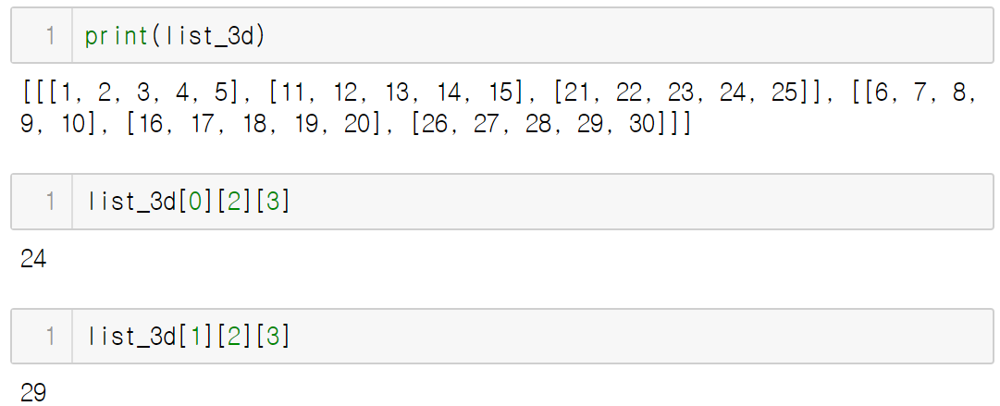 1 print(list_3d)
[[[1, 2, 3, 4, 5], [11, 12, 13, 14, 15], [21, 22, 23, 24, 25]], [[6, 7, 8,
9, 10], [16, 17, 18, 19, 20], [26, 27, 28, 29, 30]]]
1 list_3d[0][2][3]
24
1 list_3d[1][2][3]
29